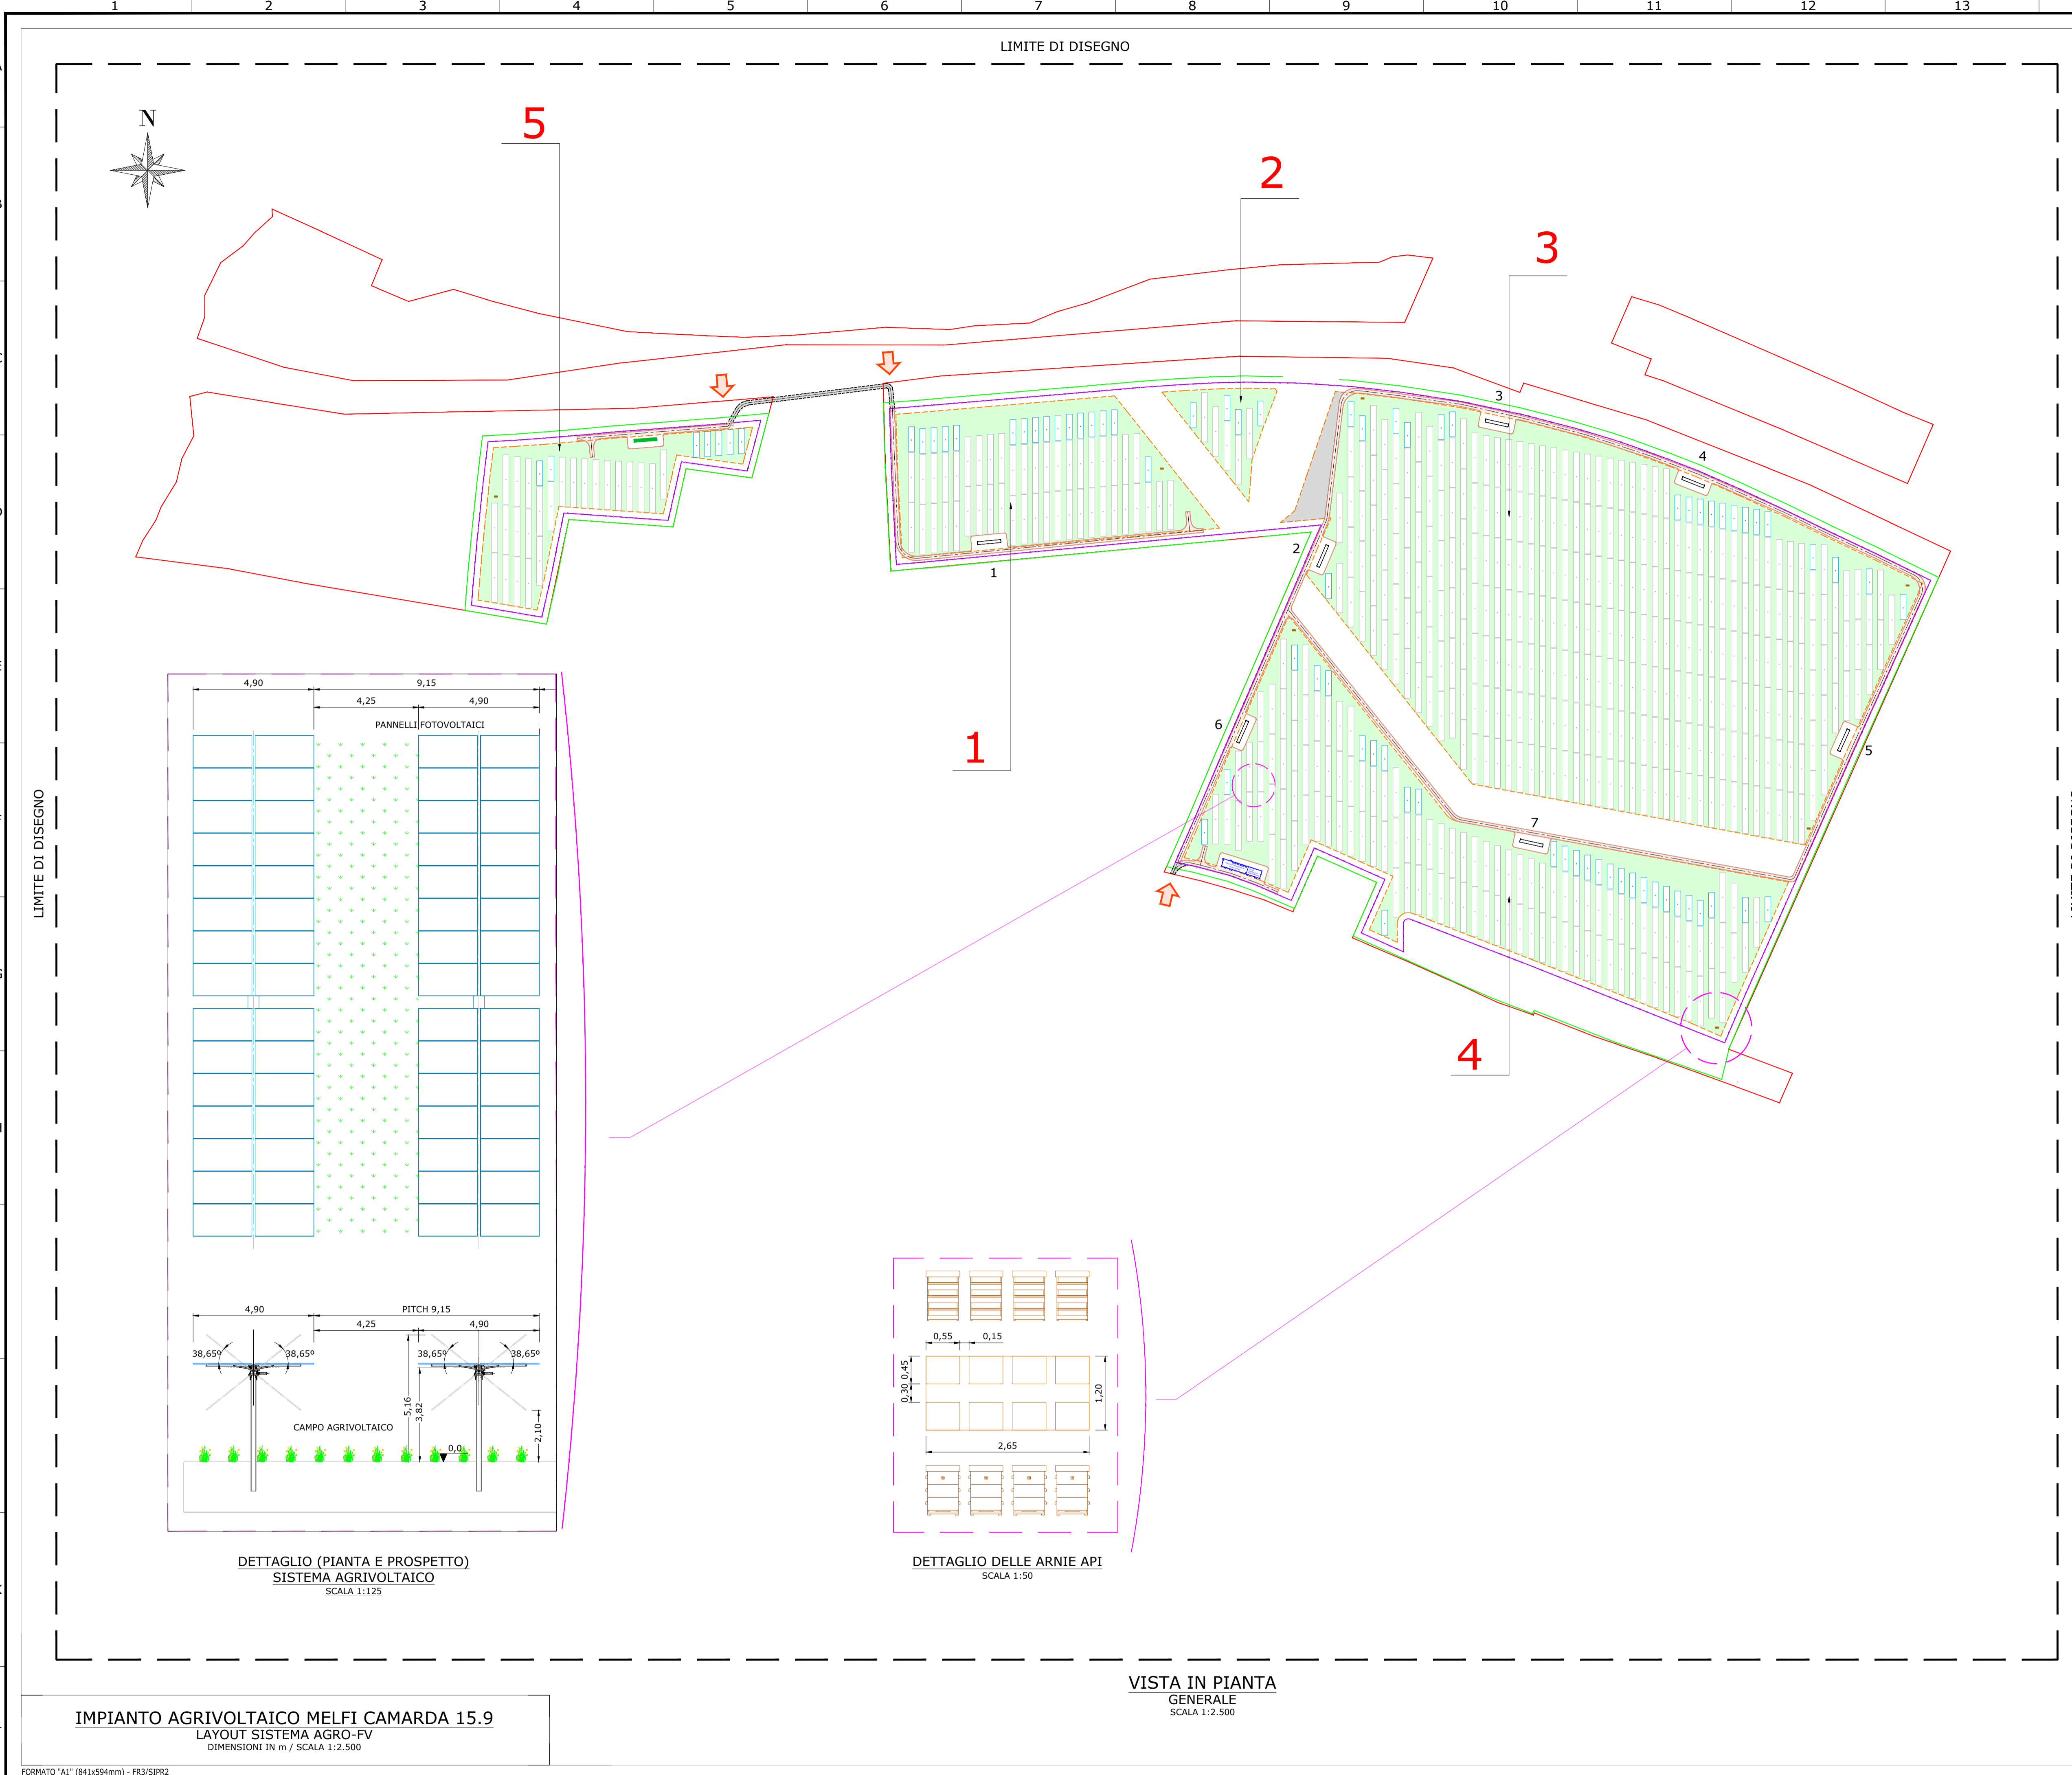 1 2 3 4 5 6 7 8 9 10 11 12 13
LIMITE DI DISEGNO
N
5
2
3
3
4
1
2
4,90 9,15
4,25 4,90
PANNELLI FOTOVOLTAICI
6
1
5
LIMITE DI DISEGNO
7
4
4,90 PITCH 9,15
4,25 4,90
38,65º 38,65º 38,65º 38,65º
5,16
3,82
2,10
CAMPO AGRIVOLTAICO
0,0
0,55 0,15
0,45
0,30
1,20
2,65
DETTAGLIO (PIANTA E PROSPETTO)
SISTEMA AGRIVOLTAICO
SCALA 1:125
DETTAGLIO DELLE ARNIE API
SCALA 1:50
VISTA IN PIANTA
GENERALE
SCALA 1:2.500
IMPIANTO AGRIVOLTAICO MELFI CAMARDA 15.9
LAYOUT SISTEMA AGRO-FV
DIMENSIONI IN m / SCALA 1:2.500
FORMATO "A1" (841x594mm) - FR3/SIPR2